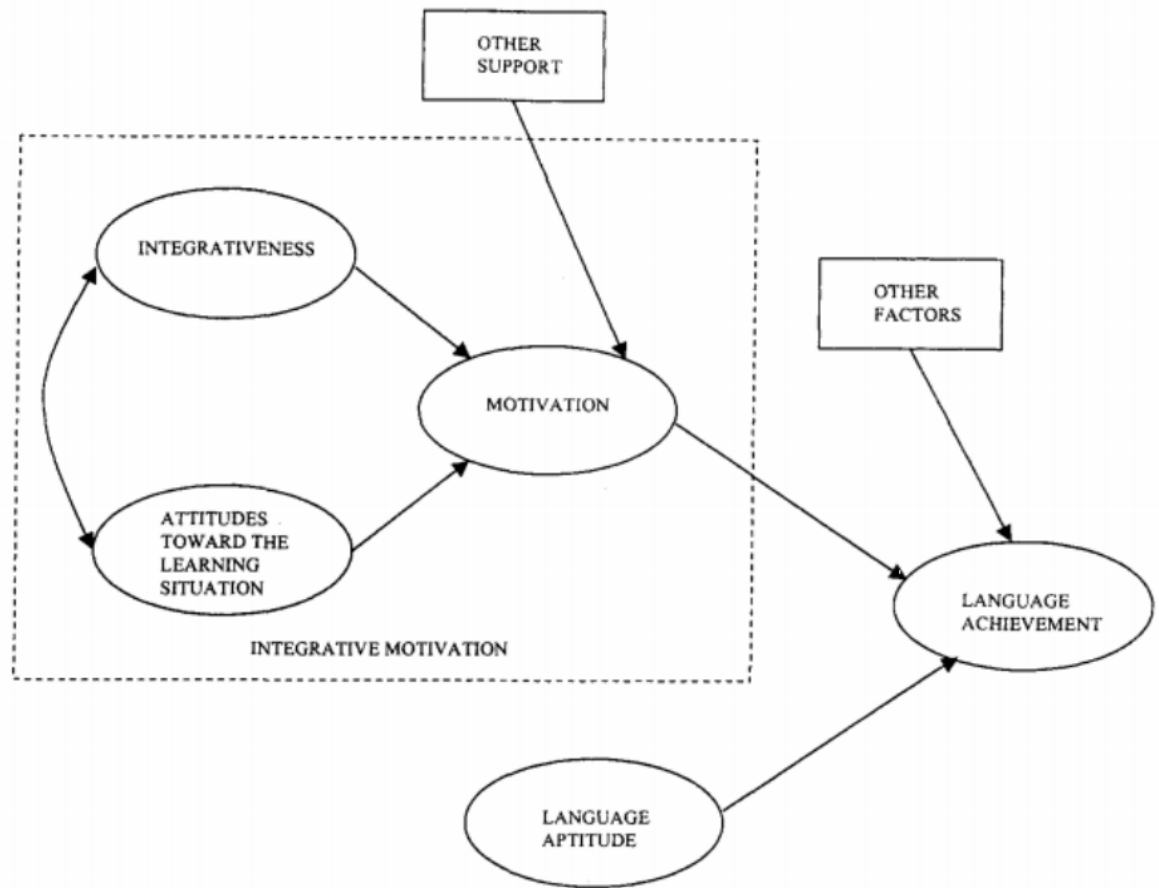 OTHER
SUPPORT
INTEGRATIVENESS
OTHER
FACTORS
MOTIVATION
ATTITUDES
TOWARD THE
LEARNING
SITUATION
LANGUAGE
ACHIEVEMENT
INTEGRATIVE MOTIVATION
LANGUAGE
APTITUDE